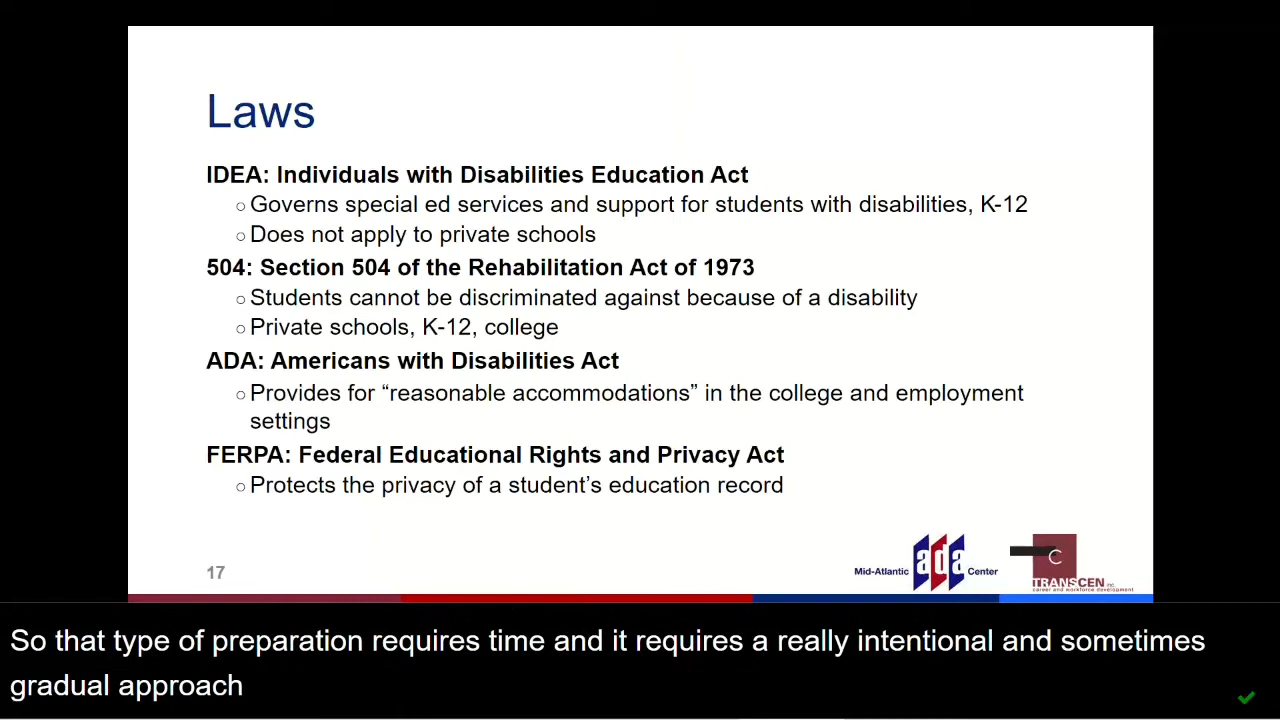 Laws
IDEA: Individuals with Disabilities Education Act
○ Governs special ed services and support for students with disabilities, K-12
○ Does not apply to private schools
504: Section 504 of the Rehabilitation Act of 1973
○ Students cannot be discriminated against because of a disability
○ Private schools, K-12, college
ADA: Americans with Disabilities Act
○ Provides for “reasonable accommodations” in the college and employment
settings
FERPA: Federal Educational Rights and Privacy Act
○ Protects the privacy of a student’s education record
17
Mid-Atlantic ada Center
C
TRANSCEN inc.
career and workforce development
So that type of preparation requires time and it requires a really intentional and sometimes
gradual approach